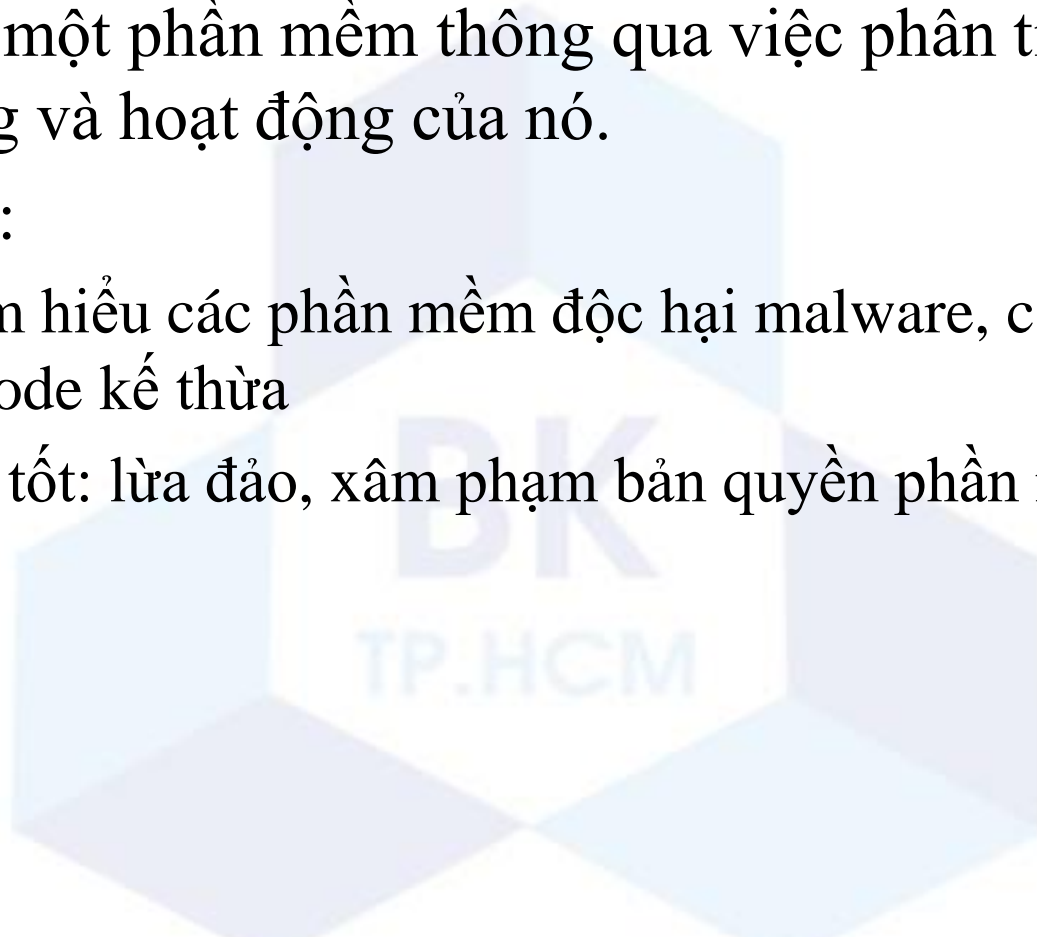 một phần mềm thông qua việc phân
và hoạt động của nó.
:
hiểu các phần mềm độc hại malware, c
ode kế thừa
tốt: lừa đảo, xâm phạm bản quyền phần
BK
TP.HCM